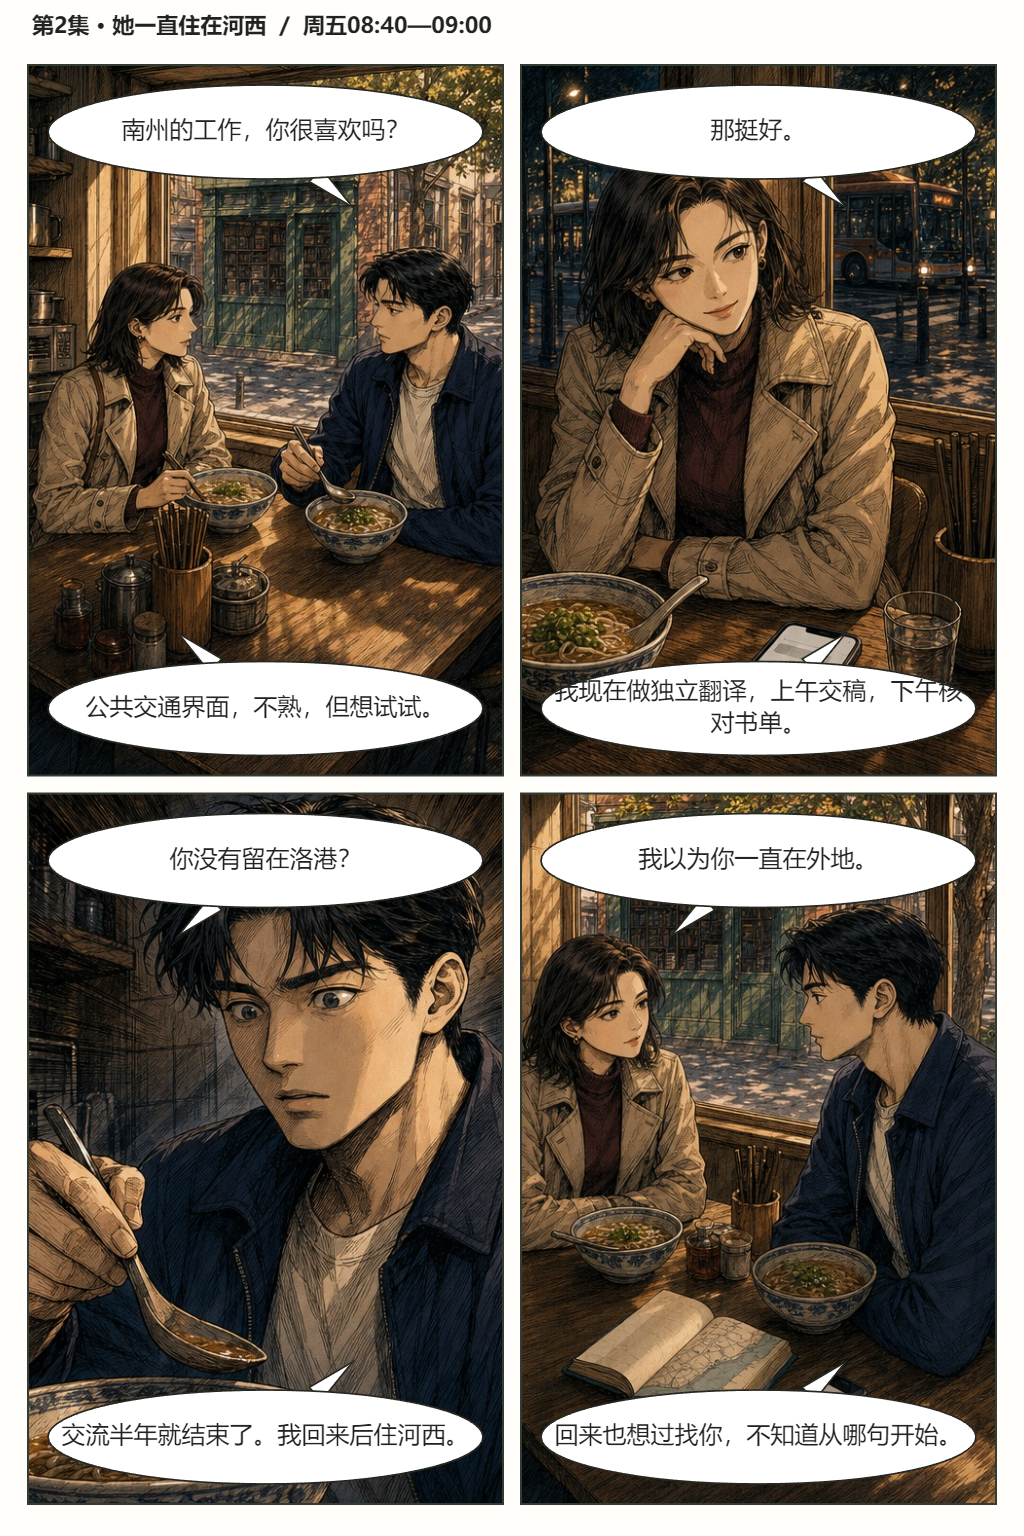 第2集·她一直住在河西 / 周五08:40—09:00
南州的工作，你很喜欢吗？
公共交通界面，不熟，但想试试。
那挺好。
我现在做独立翻译，上午交稿，下午核
对书单。
你没有留在洛港？
交流半年就结束了。我回来后住河西。
我以为你一直在外地。
回来也想过找你，不知道从哪句开始。